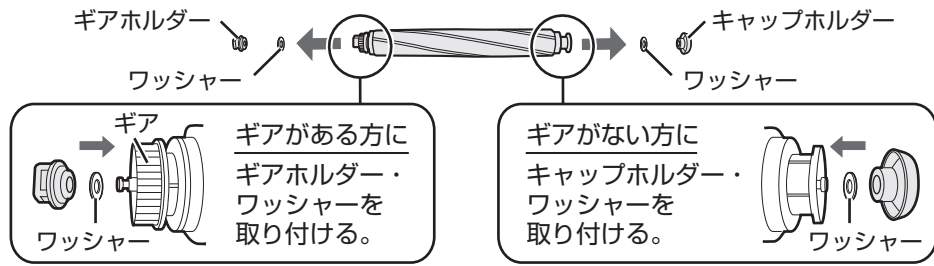 ギアホルダー
ワッシャー
キャップホルダー
ワッシャー
ギア
ワッシャー
ギアがある方に
ギアホルダー・
ワッシャーを
取り付ける。
ギアがない方に
キャップホルダー・
ワッシャーを
取り付ける。
ワッシャー